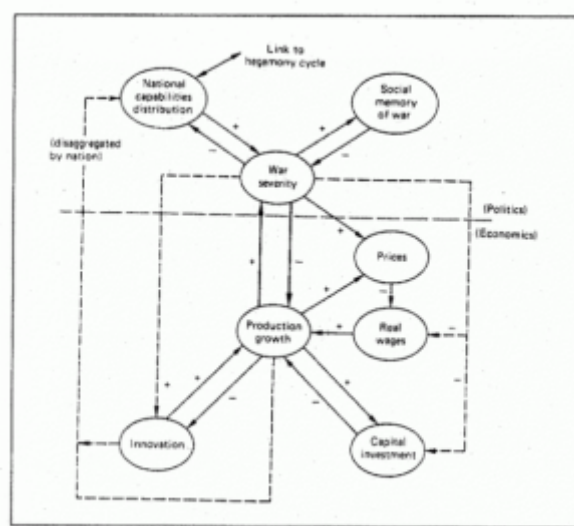 Link to
hegemony cycle
National
capabilities
distribution
Social
memory
of war
+
+
(disaggregated
by nation)
−
−
War
severity
(Politics)
(Economics)
+
Prices
+
−
+
−
Production
growth
+
Real
wages
−
+
+
−
−
+
−
Innovation
Capital
investment